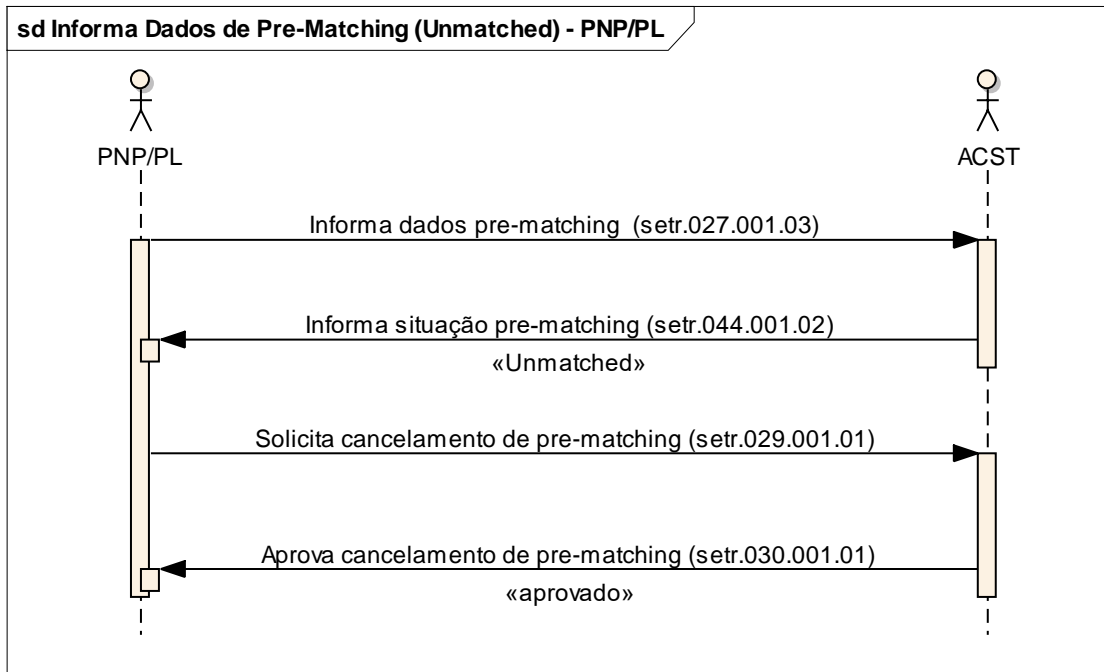 sd Informa Dados de Pre-Matching (Unmatched) - PNP/PL
PNP/PL
ACST
Informa dados pre-matching  (setr.027.001.03)
Informa situação pre-matching (setr.044.001.02)
«Unmatched»
Solicita cancelamento de pre-matching (setr.029.001.01)
Aprova cancelamento de pre-matching (setr.030.001.01)
«aprovado»